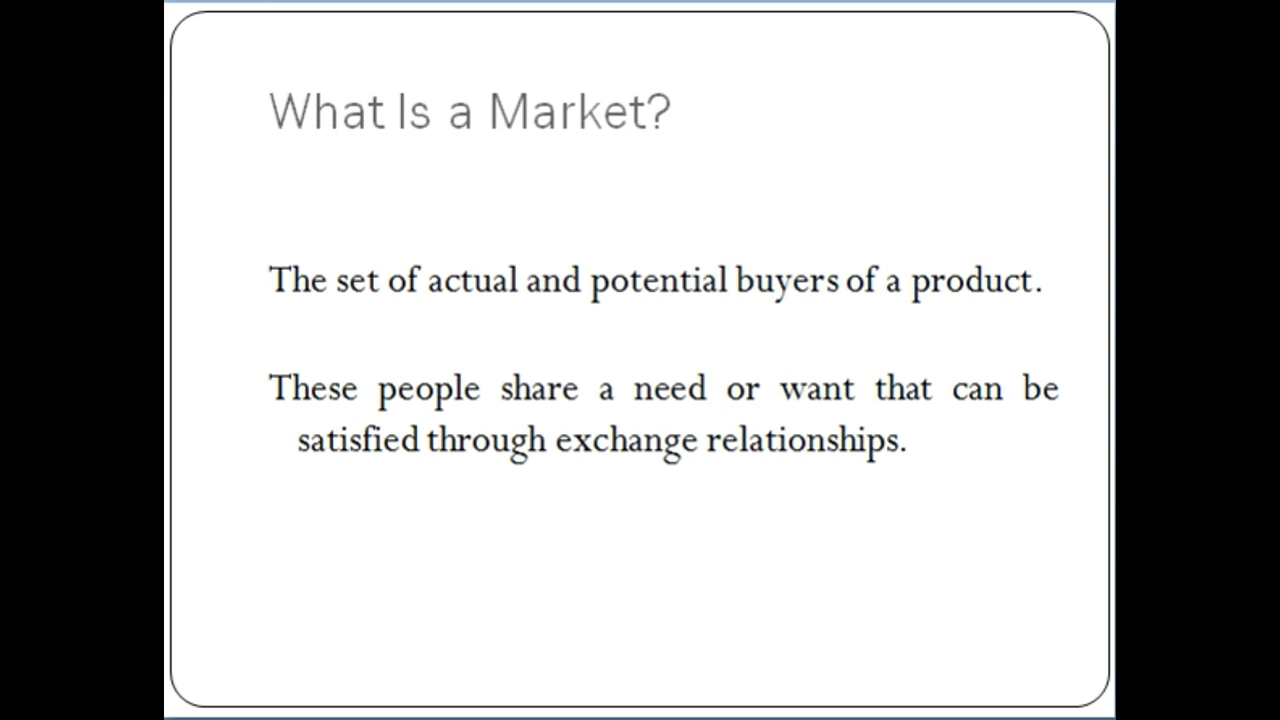 What Is a Market?
The set of actual and potential buyers of a product.
These people share a need or want that can be
satisfied through exchange relationships.